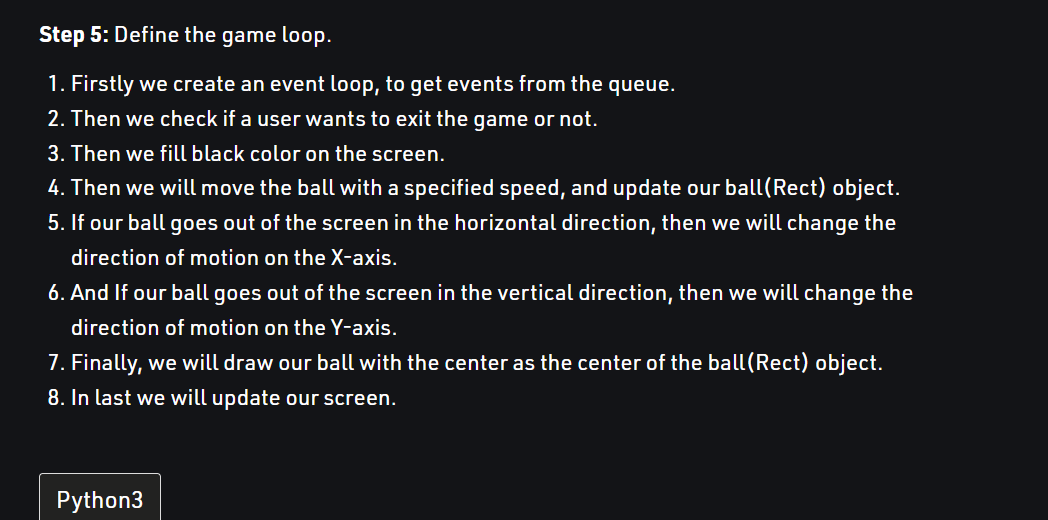 Step 5: Define the game loop.
1. Firstly we create an event loop, to get events from the queue.
2. Then we check if a user wants to exit the game or not.
3. Then we fill black color on the screen.
4. Then we will move the ball with a specified speed, and update our ball(Rect) object.
5. If our ball goes out of the screen in the horizontal direction, then we will change the
direction of motion on the X-axis.
6. And If our ball goes out of the screen in the vertical direction, then we will change the
direction of motion on the Y-axis.
7. Finally, we will draw our ball with the center as the center of the ball(Rect) object.
8. In last we will update our screen.
Python3